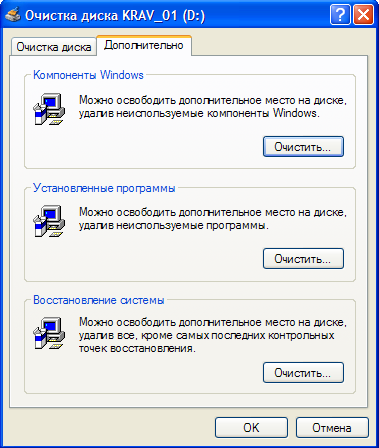 Очистка диска KRAV_01 (D:)
Очистка диска
Дополнительно
Компоненты Windows
Можно освободить дополнительное место на диске,
удалив неиспользуемые компоненты Windows.
Очистить...
Установленные программы
Можно освободить дополнительное место на диске,
удалив неиспользуемые программы.
Очистить...
Восстановление системы
Можно освободить дополнительное место на диске,
удалив все, кроме самых последних контрольных
точек восстановления.
Очистить...
OK
Отмена